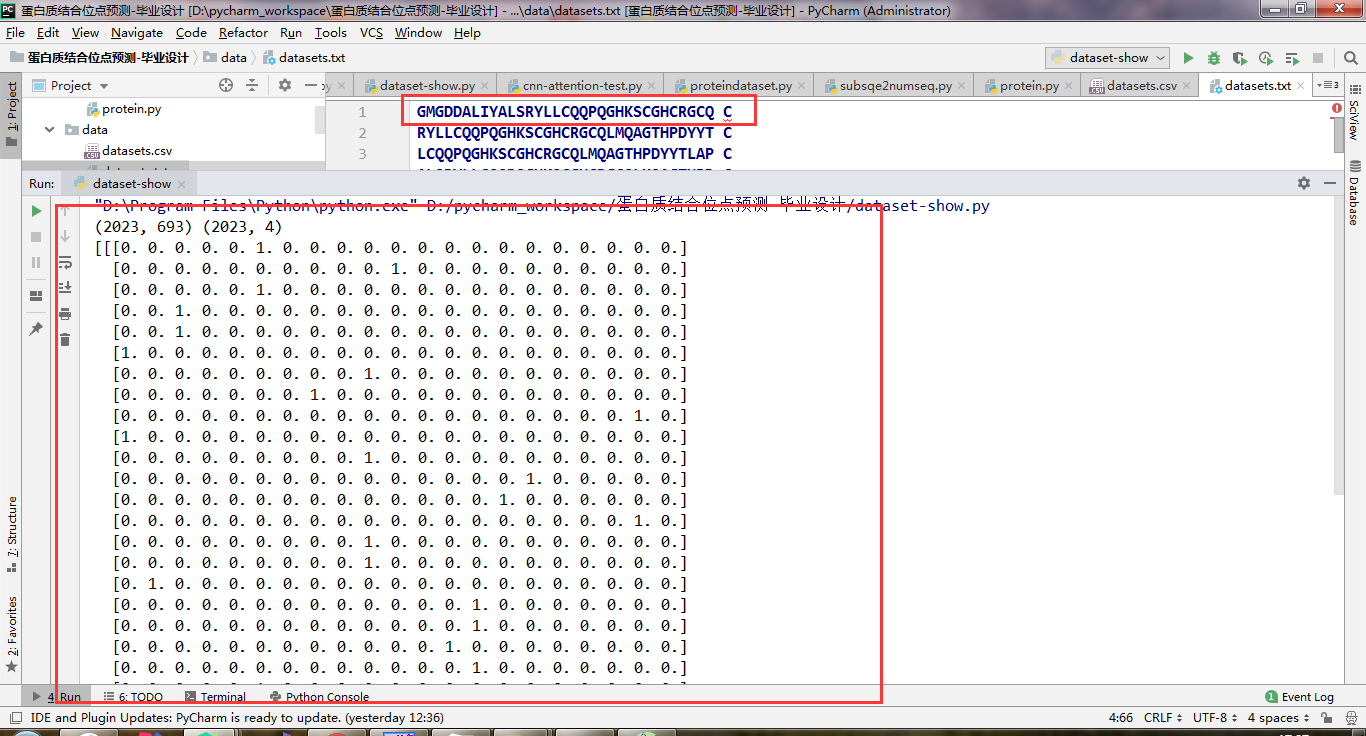 蛋白质结合位点预测-毕业设计 [D:\pycharm_workspace\蛋白质结合位点预测-毕业设计] - ...\data\datasets.txt [蛋白质结合位点预测-毕业设计] - PyCharm (Administrator)
File Edit View Navigate Code Refactor Run Tools VCS Window Help
蛋白质结合位点预测-毕业设计 data datasets.txt dataset-show
Project py dataset-show.py cnn-attention-test.py proteindataset.py subsqe2numseq.py protein.py datasets.csv datasets.txt 3
1: Project
protein.py
data
datasets.csv
1 GMGDDALIYALSRYLLCQQPQGHKSCGHCRGCQ C
2 RYLLCQQPQGHKSCGHCRGCQLMQAGTHPDYYT C
3 LCQQPQGHKSCGHCRGCQLMQAGTHPDYYTLAP C
SciView
Database
Run: dataset-show
"D:\Program Files\Python\python.exe" D:/pycharm_workspace/蛋白质结合位点预测-毕业设计/dataset-show.py
(2023, 693) (2023, 4)
[[[0. 0. 0. 0. 0. 1. 0. 0. 0. 0. 0. 0. 0. 0. 0. 0. 0. 0. 0. 0. 0.]
[0. 0. 0. 0. 0. 0. 0. 0. 0. 0. 1. 0. 0. 0. 0. 0. 0. 0. 0. 0. 0.]
[0. 0. 0. 0. 0. 1. 0. 0. 0. 0. 0. 0. 0. 0. 0. 0. 0. 0. 0. 0. 0.]
[0. 0. 1. 0. 0. 0. 0. 0. 0. 0. 0. 0. 0. 0. 0. 0. 0. 0. 0. 0. 0.]
[0. 0. 1. 0. 0. 0. 0. 0. 0. 0. 0. 0. 0. 0. 0. 0. 0. 0. 0. 0. 0.]
[1. 0. 0. 0. 0. 0. 0. 0. 0. 0. 0. 0. 0. 0. 0. 0. 0. 0. 0. 0. 0.]
[0. 0. 0. 0. 0. 0. 0. 0. 0. 1. 0. 0. 0. 0. 0. 0. 0. 0. 0. 0. 0.]
[0. 0. 0. 0. 0. 0. 0. 1. 0. 0. 0. 0. 0. 0. 0. 0. 0. 0. 0. 0. 0.]
[0. 0. 0. 0. 0. 0. 0. 0. 0. 0. 0. 0. 0. 0. 0. 0. 0. 0. 0. 1. 0.]
[1. 0. 0. 0. 0. 0. 0. 0. 0. 0. 0. 0. 0. 0. 0. 0. 0. 0. 0. 0. 0.]
[0. 0. 0. 0. 0. 0. 0. 0. 0. 1. 0. 0. 0. 0. 0. 0. 0. 0. 0. 0. 0.]
[0. 0. 0. 0. 0. 0. 0. 0. 0. 0. 0. 0. 0. 0. 0. 1. 0. 0. 0. 0. 0.]
[0. 0. 0. 0. 0. 0. 0. 0. 0. 0. 0. 0. 0. 0. 1. 0. 0. 0. 0. 0. 0.]
[0. 0. 0. 0. 0. 0. 0. 0. 0. 0. 0. 0. 0. 0. 0. 0. 0. 0. 0. 1. 0.]
[0. 0. 0. 0. 0. 0. 0. 0. 0. 1. 0. 0. 0. 0. 0. 0. 0. 0. 0. 0. 0.]
[0. 0. 0. 0. 0. 0. 0. 0. 0. 1. 0. 0. 0. 0. 0. 0. 0. 0. 0. 0. 0.]
[0. 1. 0. 0. 0. 0. 0. 0. 0. 0. 0. 0. 0. 0. 0. 0. 0. 0. 0. 0. 0.]
[0. 0. 0. 0. 0. 0. 0. 0. 0. 0. 0. 0. 0. 1. 0. 0. 0. 0. 0. 0. 0.]
[0. 0. 0. 0. 0. 0. 0. 0. 0. 0. 0. 0. 0. 1. 0. 0. 0. 0. 0. 0. 0.]
[0. 0. 0. 0. 0. 0. 0. 0. 0. 0. 0. 0. 1. 0. 0. 0. 0. 0. 0. 0. 0.]
[0. 0. 0. 0. 0. 0. 0. 0. 0. 0. 0. 0. 0. 1. 0. 0. 0. 0. 0. 0. 0.]
7: Structure
2: Favorites
4: Run 6: TODO Terminal Python Console 1 Event Log
IDE and Plugin Updates: PyCharm is ready to update. (yesterday 12:36) 4:66 CRLF UTF-8 4 spaces